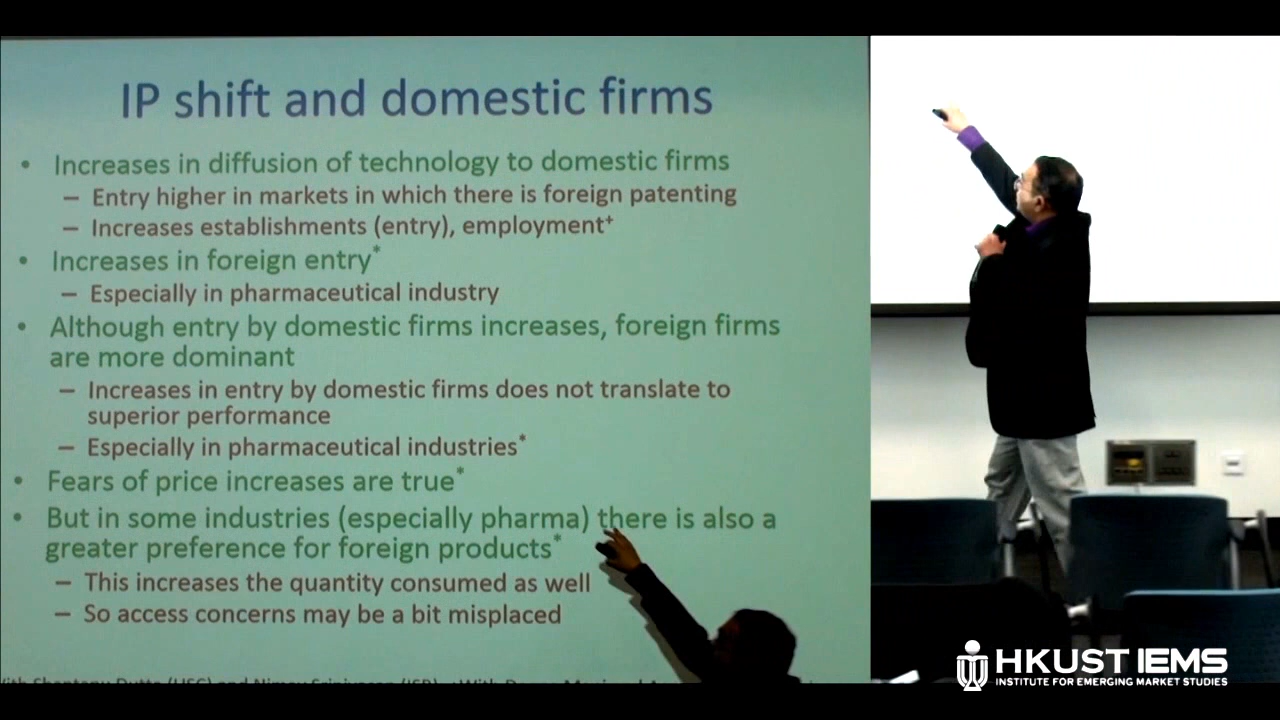 IP shift and domestic firms
• Increases in diffusion of technology to domestic firms
– Entry higher in markets in which there is foreign patenting
– Increases establishments (entry), employment⁺
• Increases in foreign entry*
– Especially in pharmaceutical industry
• Although entry by domestic firms increases, foreign firms
are more dominant
– Increases in entry by domestic firms does not translate to
superior performance
– Especially in pharmaceutical industries*
• Fears of price increases are true*
• But in some industries (especially pharma) there is also a
greater preference for foreign products*
– This increases the quantity consumed as well
– So access concerns may be a bit misplaced
HKUST IEMS
INSTITUTE FOR EMERGING MARKET STUDIES